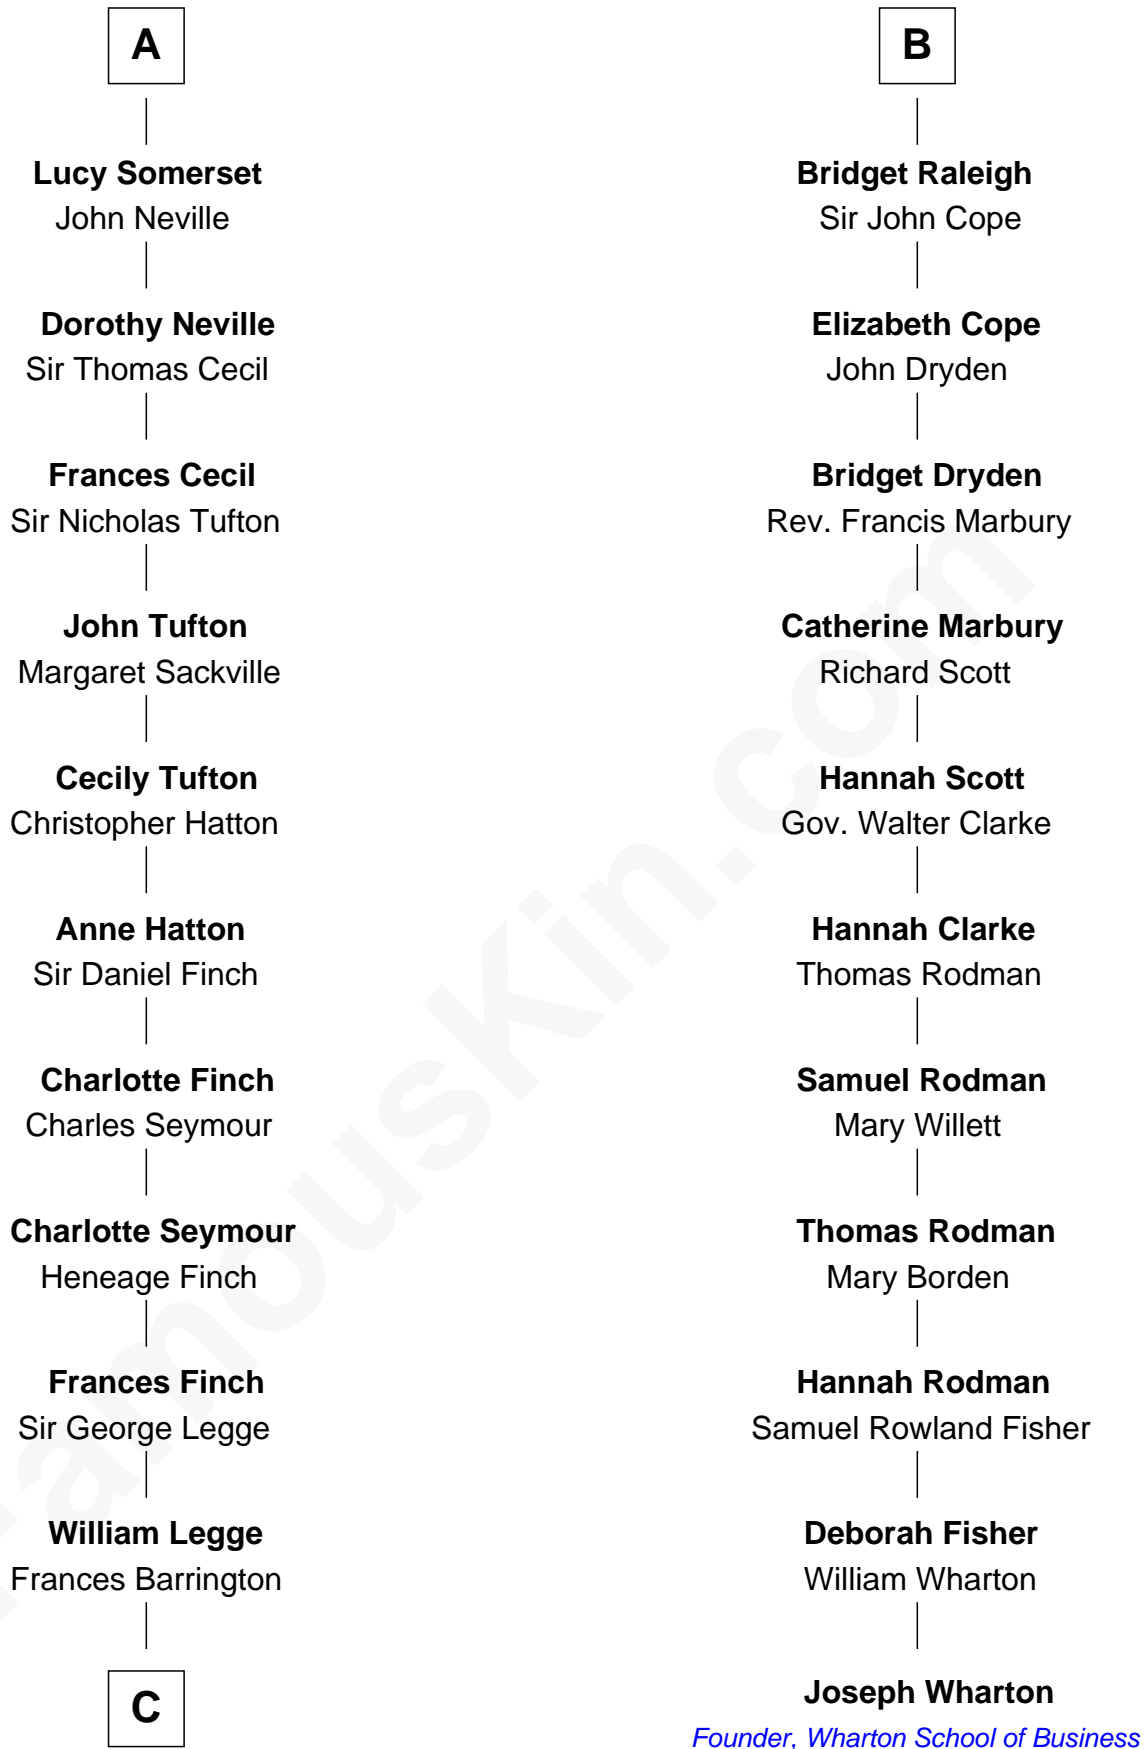 A
Lucy Somerset
John Neville
Dorothy Neville
Sir Thomas Cecil
Frances Cecil
Sir Nicholas Tufton
John Tufton
Margaret Sackville
Cecily Tufton
Christopher Hatton
Anne Hatton
Sir Daniel Finch
Charlotte Finch
Charles Seymour
Charlotte Seymour
Heneage Finch
Frances Finch
Sir George Legge
William Legge
Frances Barrington
C
B
Bridget Raleigh
Sir John Cope
Elizabeth Cope
John Dryden
Bridget Dryden
Rev. Francis Marbury
Catherine Marbury
Richard Scott
Hannah Scott
Gov. Walter Clarke
Hannah Clarke
Thomas Rodman
Samuel Rodman
Mary Willett
Thomas Rodman
Mary Borden
Hannah Rodman
Samuel Rowland Fisher
Deborah Fisher
William Wharton
Joseph Wharton
Founder, Wharton School of Business
FamousKin.com